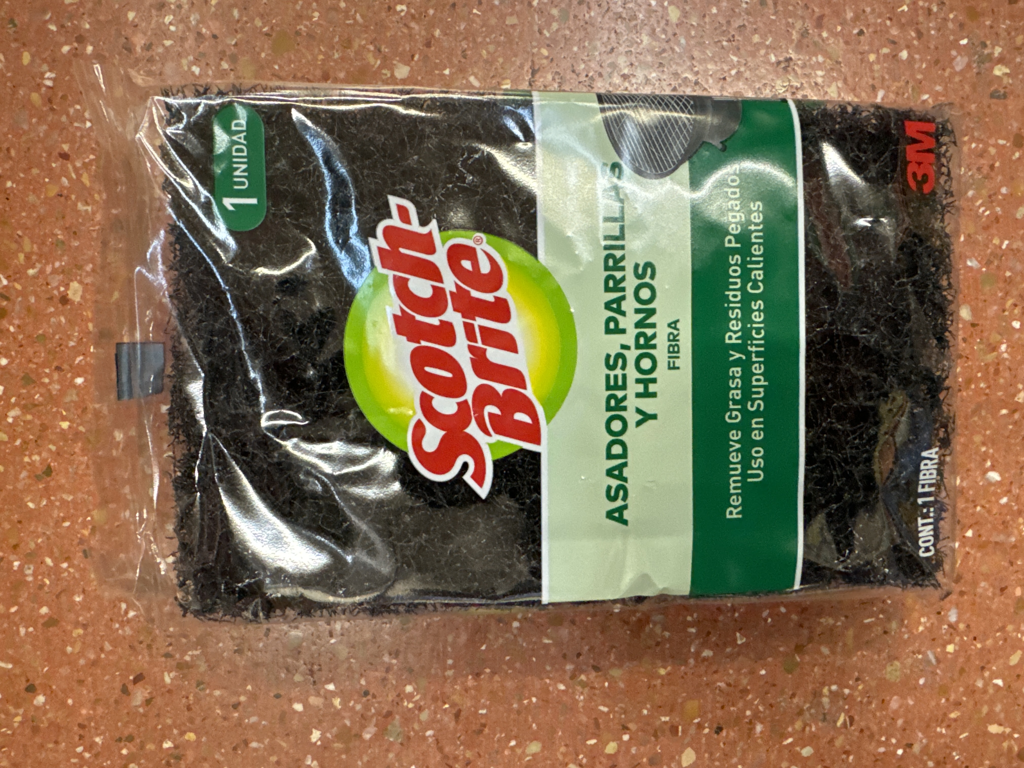 1 UNIDAD
Scotch-
Brite®
ASADORES, PARRILLAS
Y HORNOS
FIBRA
Remueve Grasa y Residuos Pegados
Uso en Superficies Calientes
CONT.: 1 FIBRA
3M